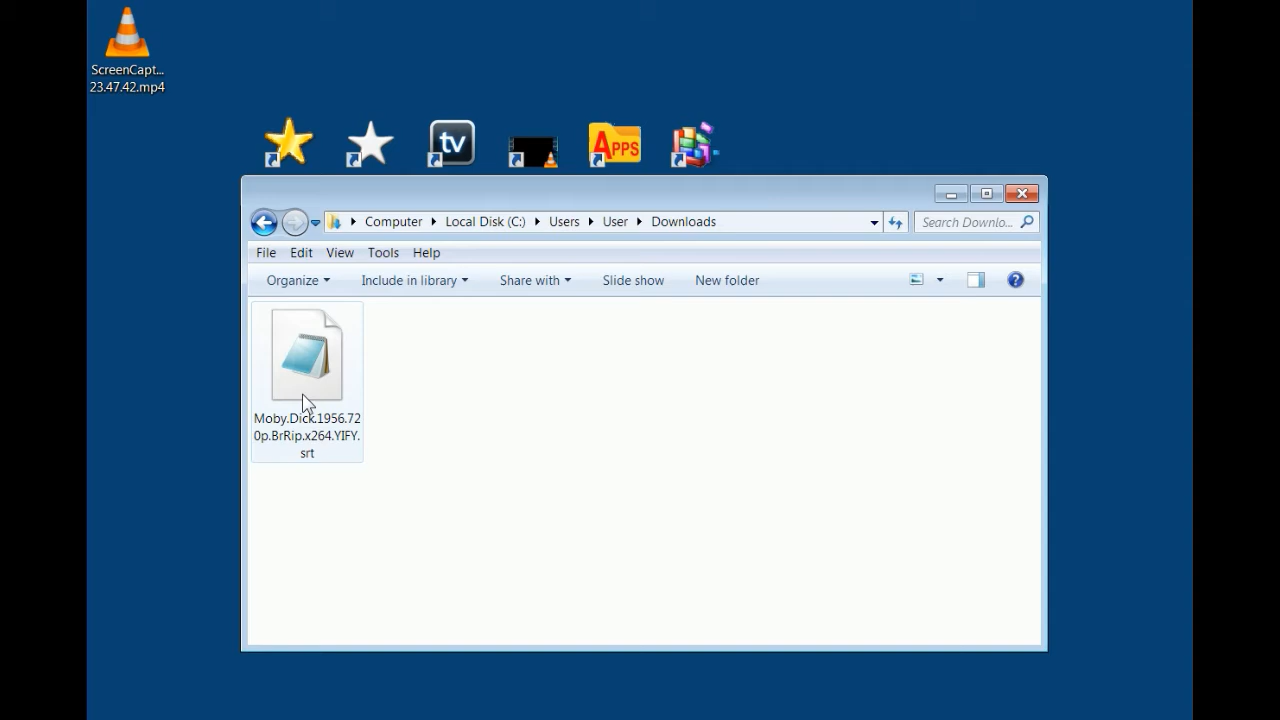 ScreenCapt...
23.47.42.mp4
tv
APPS
Computer Local Disk (C:) Users User Downloads
Search Downlo...
File Edit View Tools Help
Organize Include in library Share with Slide show New folder
?
Moby.Dick.1956.72
0p.BrRip.x264.YIFY.
srt